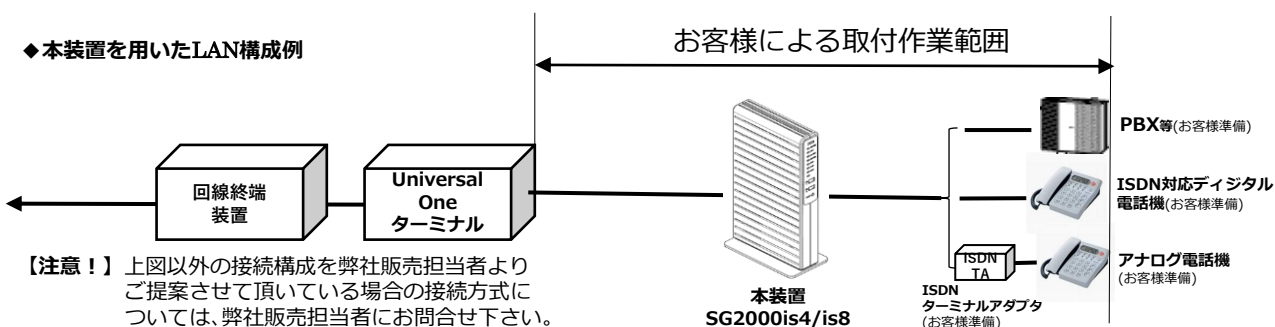 ◆本装置を用いたLAN構成例
お客様による取付作業範囲
回線終端
装置
Universal
One
ターミナル
本装置
SG2000is4/is8
PBX等(お客様準備)
ISDN対応ディジタル
電話機(お客様準備)
ISDN
TA
アナログ電話機
(お客様準備)
ISDN
ターミナルアダプタ
(お客様準備)
【注意！】上図以外の接続構成を弊社販売担当者より
ご提案させて頂いている場合の接続方式に
ついては、弊社販売担当者にお問合せ下さい。